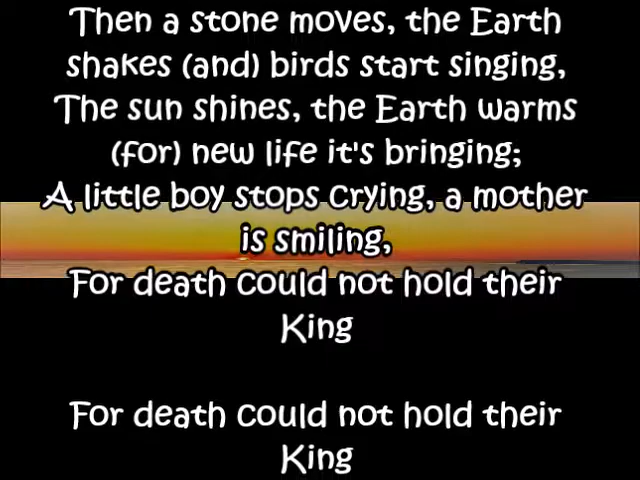 Then a stone moves, the Earth
shakes (and) birds start singing,
The sun shines, the Earth warms
(for) new life it's bringing;
A little boy stops crying, a mother
is smiling,
For death could not hold their
King
For death could not hold their
King